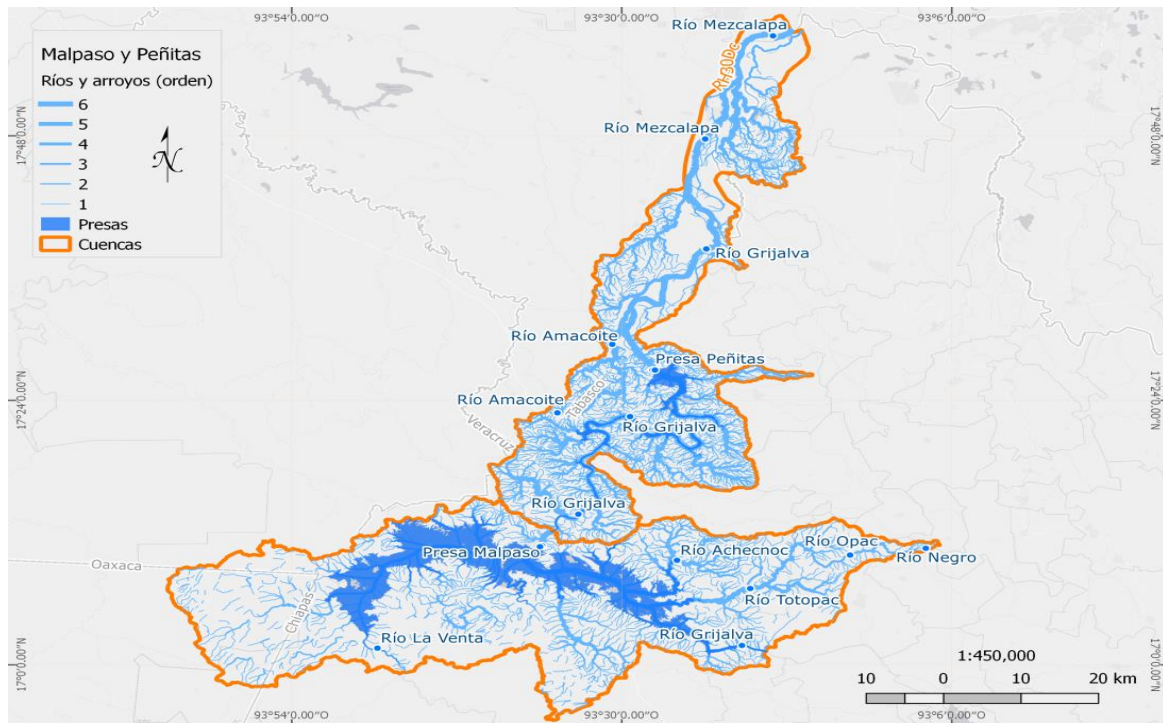 93°54'0.00"O
93°30'0.00"O
93°6'0.00"O
Malpaso y Peñitas
Ríos y arroyos (orden)
6
5
4
3
2
1
Presas
Cuencas
N
Río Mezcalapa
RH30Dc
Río Mezcalapa
17°48'0.00"N
17°48'0.00"N
Río Grijalva
Río Amacoite
Presa Peñitas
Río Amacoite
Tabasco
17°24'0.00"N
17°24'0.00"N
Veracruz
Río Grijalva
Río Grijalva
Presa Malpaso
Río Achecnoc
Río Opac
Río Negro
Oaxaca
Chiapas
Río Totopac
Río La Venta
Río Grijalva
17°0'0.00"N
17°0'0.00"N
1:450,000
10 0 10 20 km
93°54'0.00"O
93°30'0.00"O
93°6'0.00"O